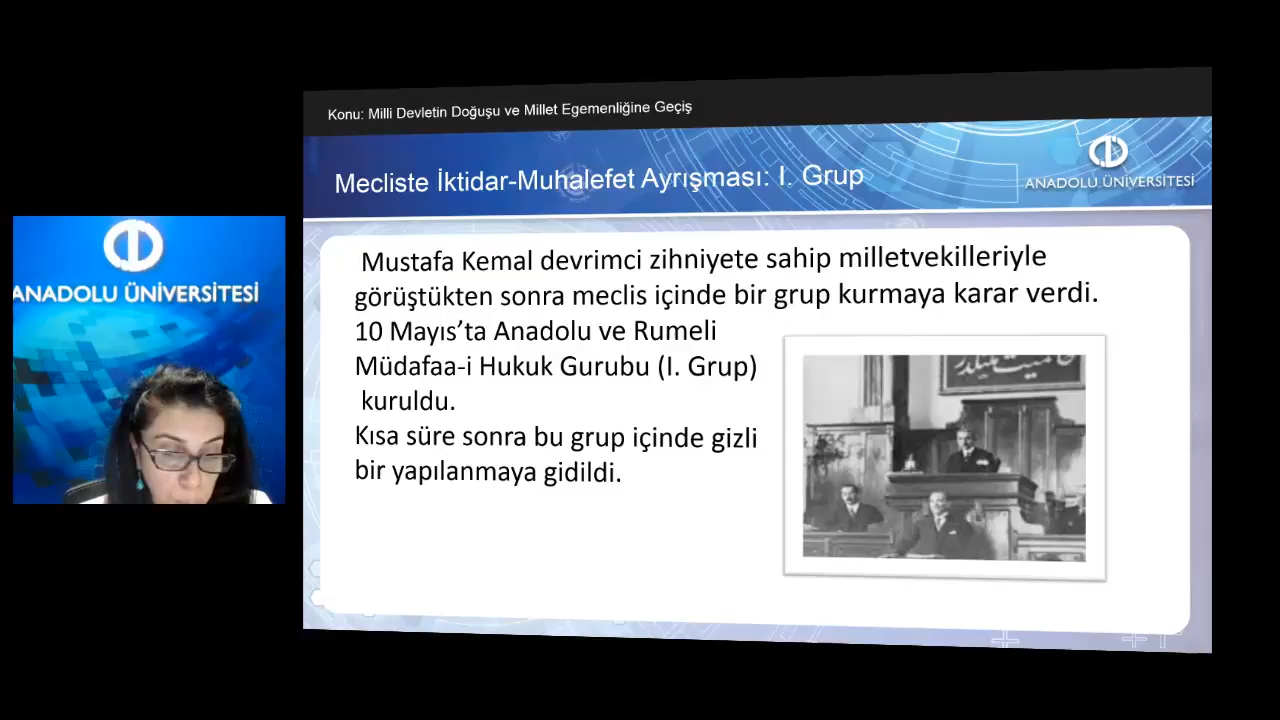 Konu: Milli Devletin Doğuşu ve Millet Egemenliğine Geçiş
Mecliste İktidar-Muhalefet Ayrışması: I. Grup
ANADOLU ÜNİVERSİTESİ
ANADOLU ÜNİVERSİTESİ
Mustafa Kemal devrimci zihniyete sahip milletvekilleriyle
görüştükten sonra meclis içinde bir grup kurmaya karar verdi.
10 Mayıs’ta Anadolu ve Rumeli
Müdafaa-i Hukuk Gurubu (I. Grup)
kuruldu.
Kısa süre sonra bu grup içinde gizli
bir yapılanmaya gidildi.